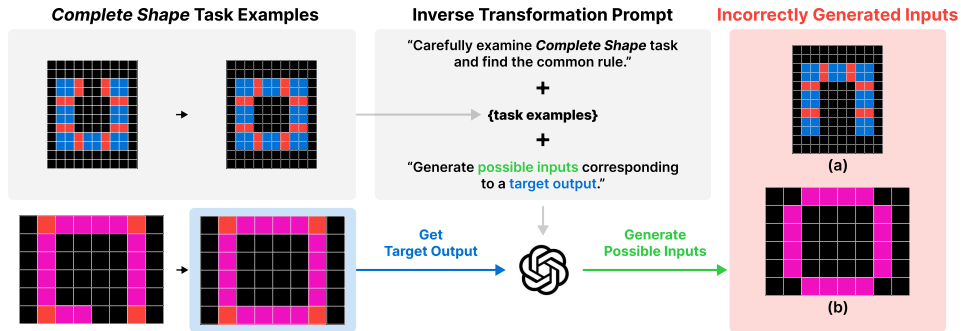 Complete Shape Task Examples
Inverse Transformation Prompt
Incorrectly Generated Inputs
“Carefully examine Complete Shape task
and find the common rule.”
+
{task examples}
+
“Generate possible inputs corresponding
to a target output.”
(a)
Get
Target Output
Generate
Possible Inputs
(b)